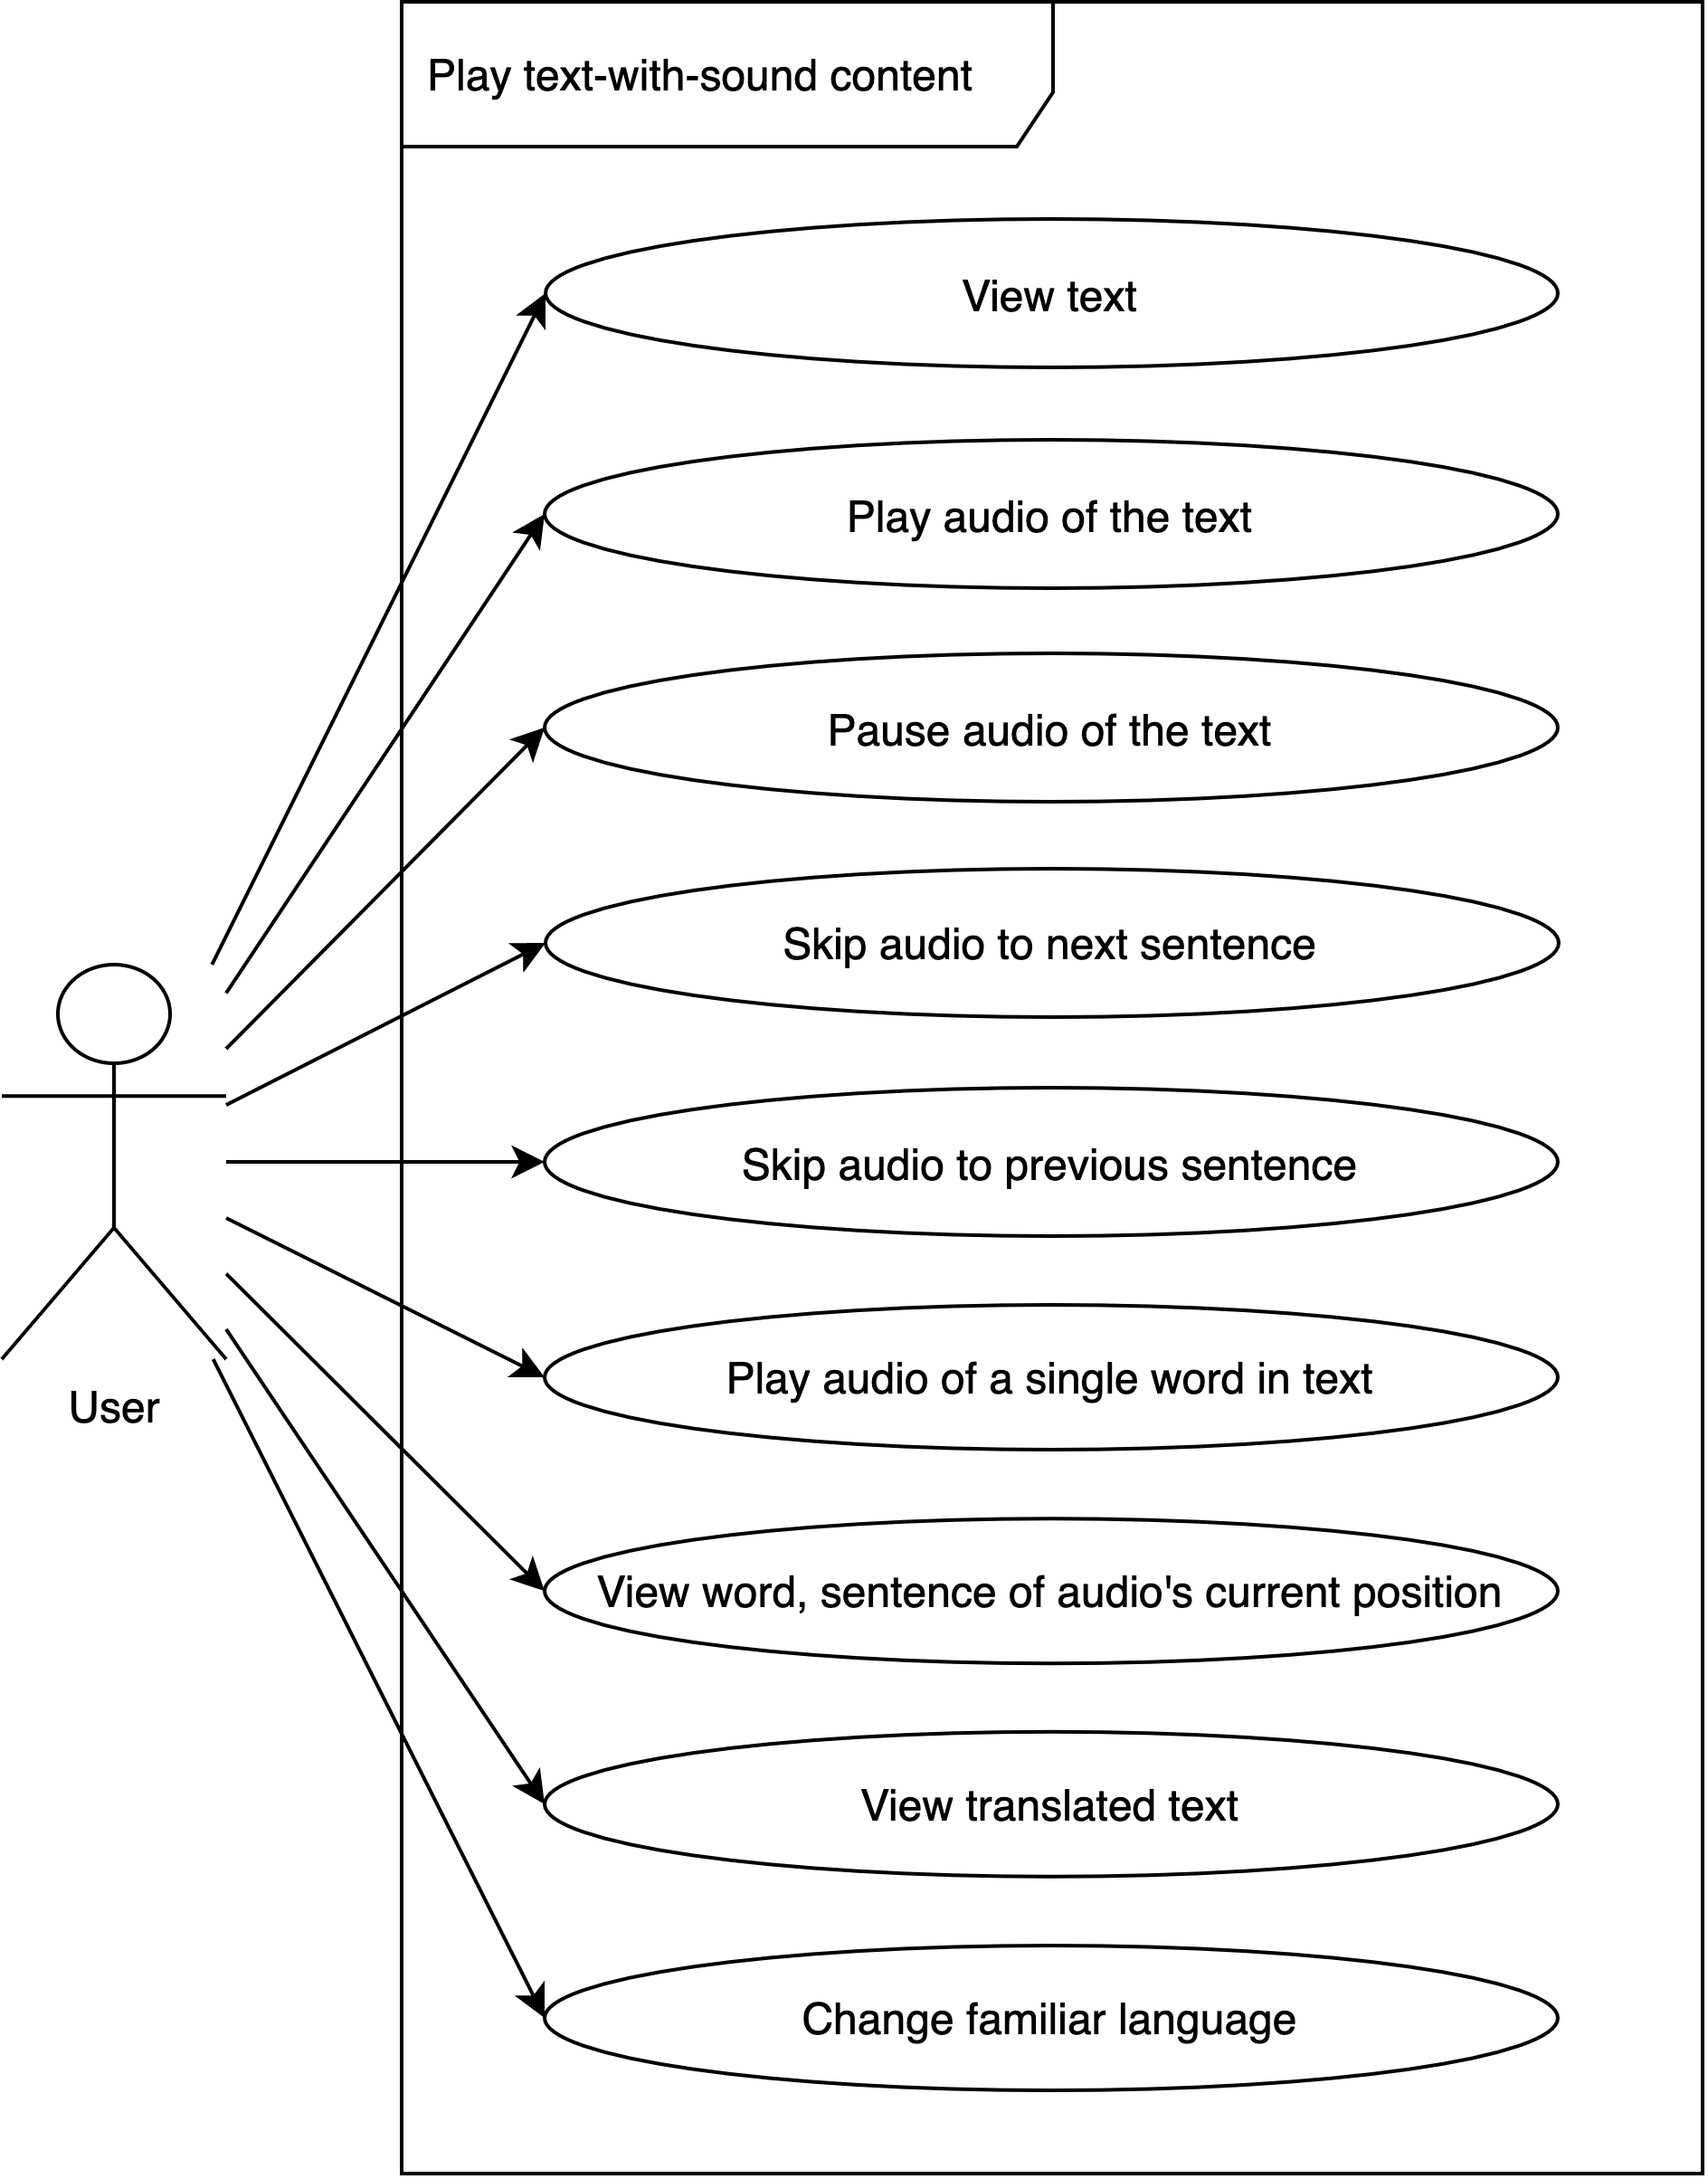 Play text-with-sound content
View text
Play audio of the text
Pause audio of the text
Skip audio to next sentence
Skip audio to previous sentence
Play audio of a single word in text
User
View word, sentence of audio's current position
View translated text
Change familiar language